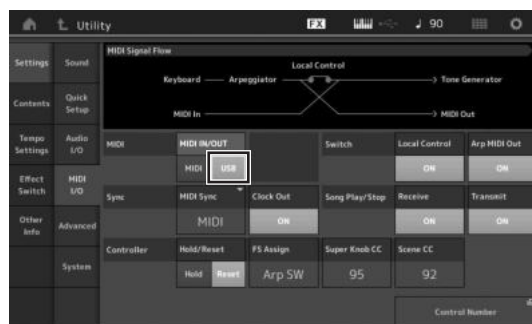 Utility
FX
90
MIDI Signal Flow
Settings
Sound
Local Control
Keyboard
Arpeggiator
Tone Generator
Contents
Quick Setup
MIDI In
MIDI Out
Tempo Settings
Audio I/O
MIDI
MIDI IN/OUT
Switch
Local Control
Arp MIDI Out
MIDI
USB
ON
ON
Effect Switch
MIDI I/O
Sync
MIDI Sync
Clock Out
Song Play/Stop
Receive
Transmit
MIDI
ON
ON
ON
Other Info
Advanced
Controller
Hold/Reset
FS Assign
Super Knob CC
Scene CC
System
Hold
Reset
Arp SW
95
92
Control Number